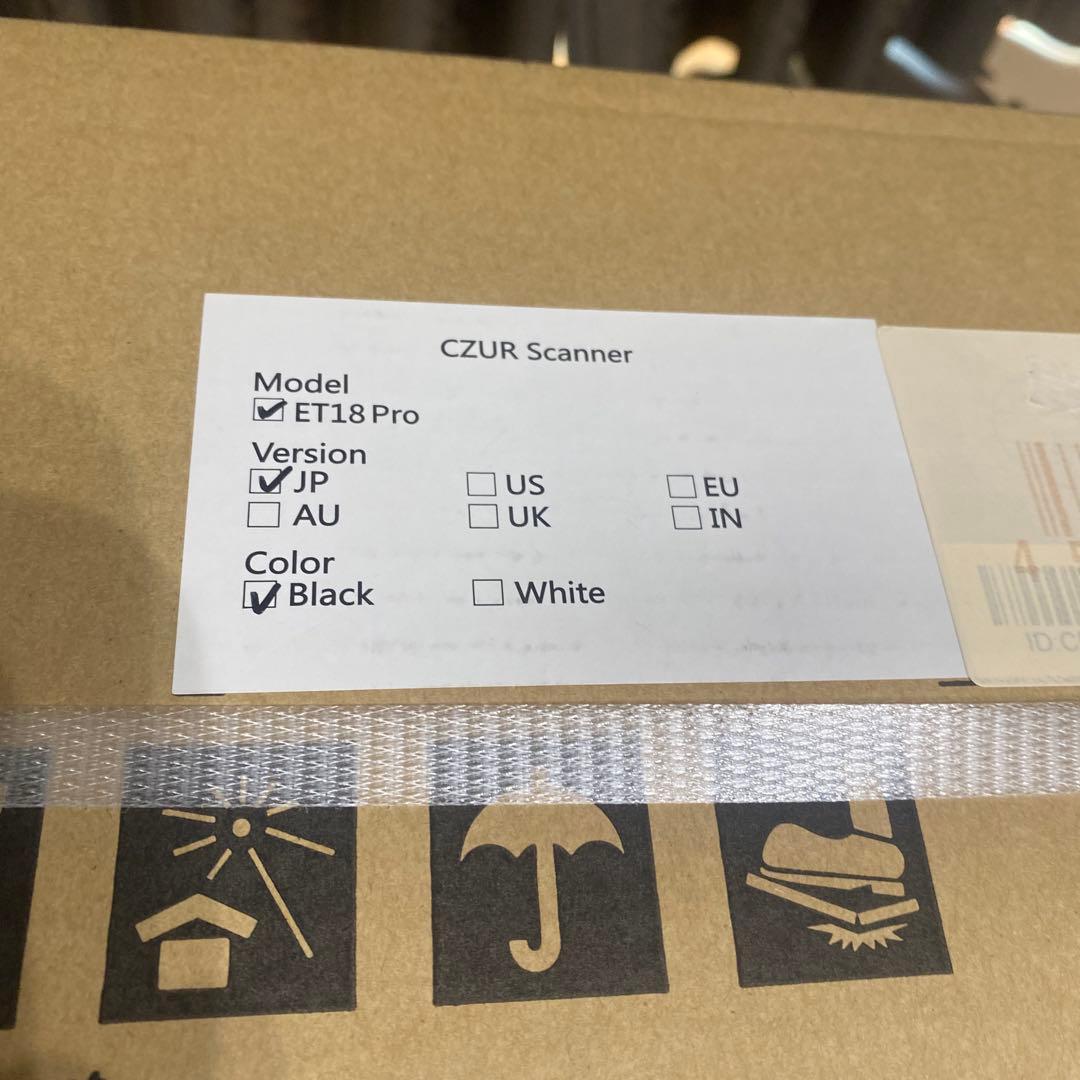 CZUR Scanner
Model
ET18 Pro
Version
JP US EU
AU UK IN
Color
Black White